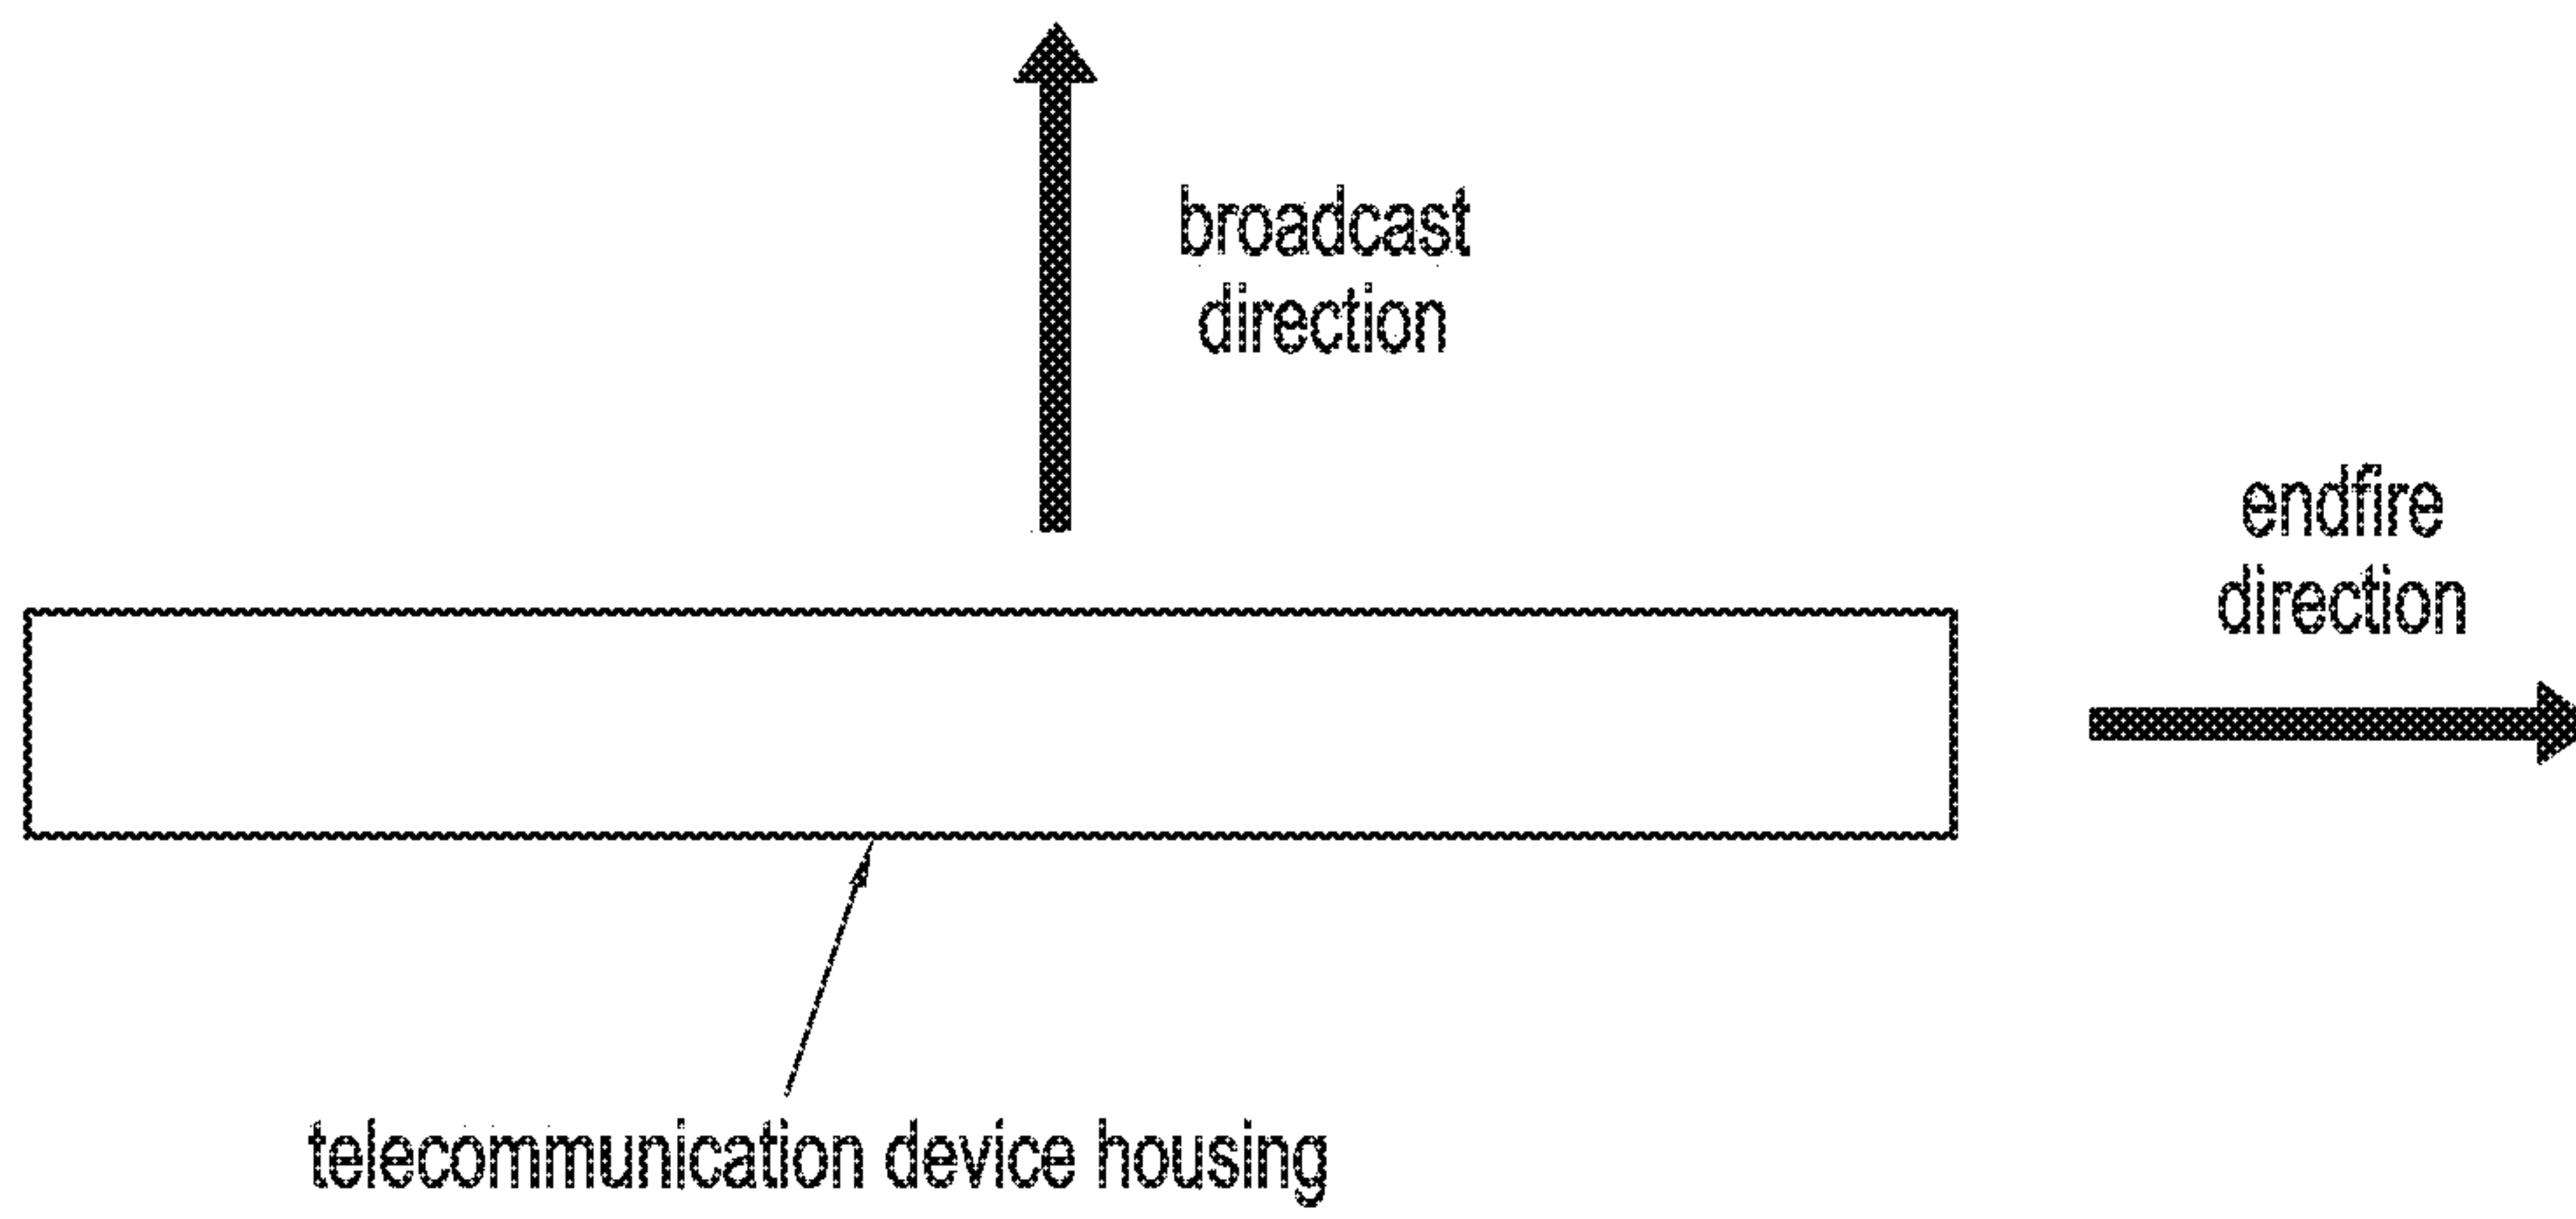 broadcast
direction
endfire
direction
telecommunication device housing